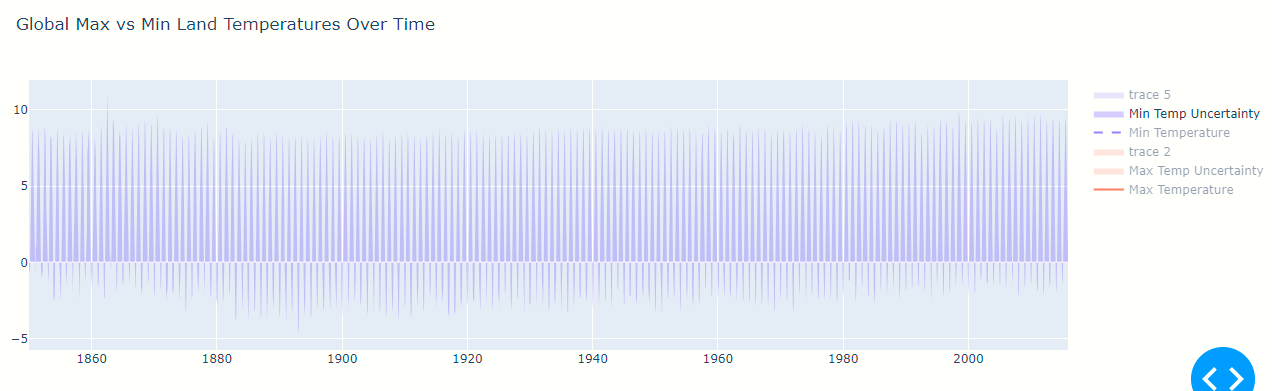 Global Max vs Min Land Temperatures Over Time
10
5
0
−5
1860 1880 1900 1920 1940 1960 1980 2000
trace 5
Min Temp Uncertainty
Min Temperature
trace 2
Max Temp Uncertainty
Max Temperature